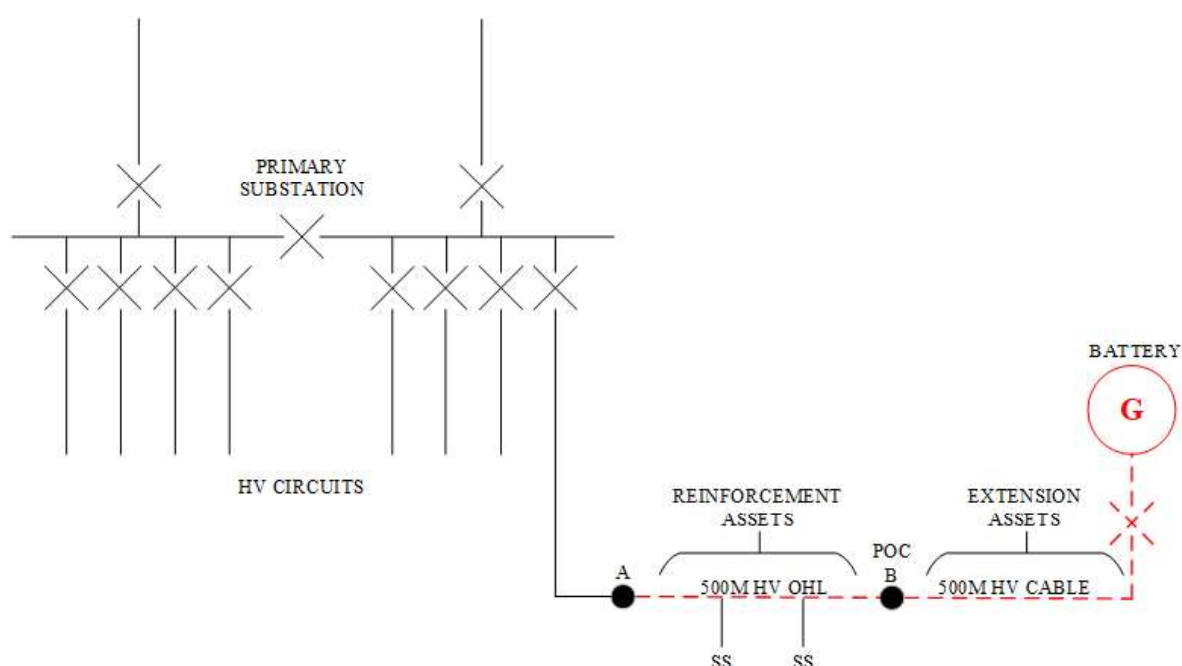 PRIMARY
SUBSTATION
HV CIRCUITS
BATTERY
G
REINFORCEMENT
ASSETS
EXTENSION
ASSETS
A
POC
B
500M HV OHL
500M HV CABLE
SS
SS